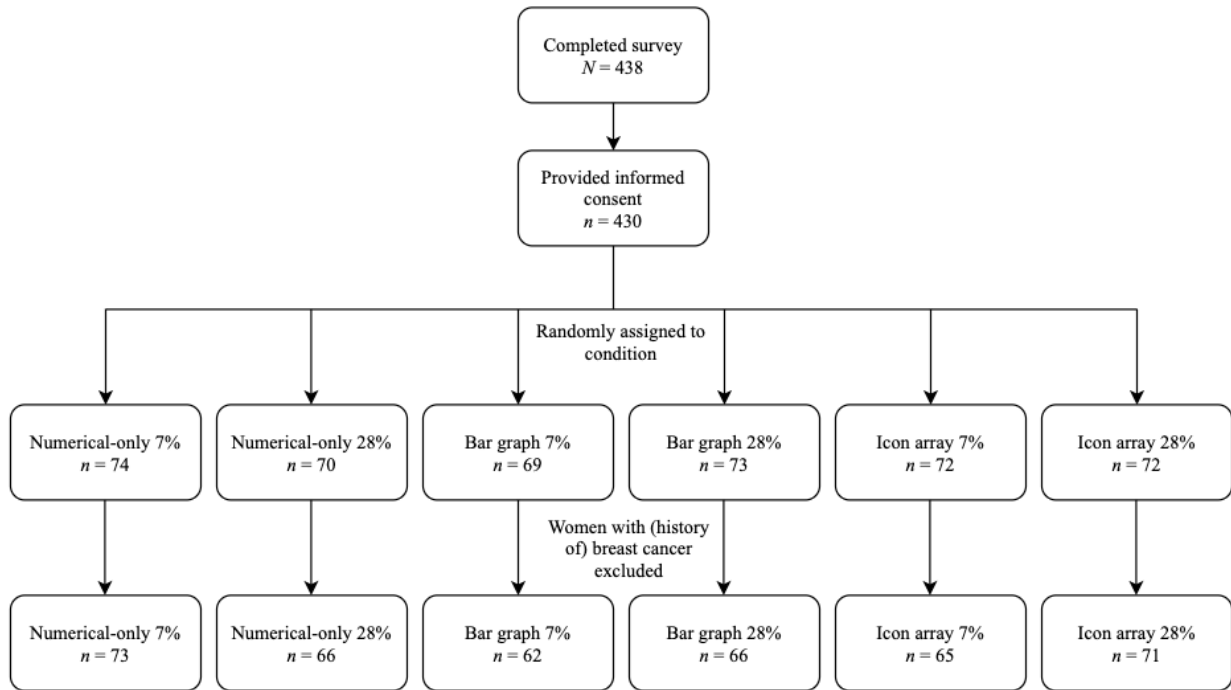 Completed survey
N = 438
Provided informed
consent
n = 430
Randomly assigned to
condition
Numerical-only 7%
n = 74
Numerical-only 28%
n = 70
Bar graph 7%
n = 69
Bar graph 28%
n = 73
Icon array 7%
n = 72
Icon array 28%
n = 72
Women with (history
of) breast cancer
excluded
Numerical-only 7%
n = 73
Numerical-only 28%
n = 66
Bar graph 7%
n = 62
Bar graph 28%
n = 66
Icon array 7%
n = 65
Icon array 28%
n = 71